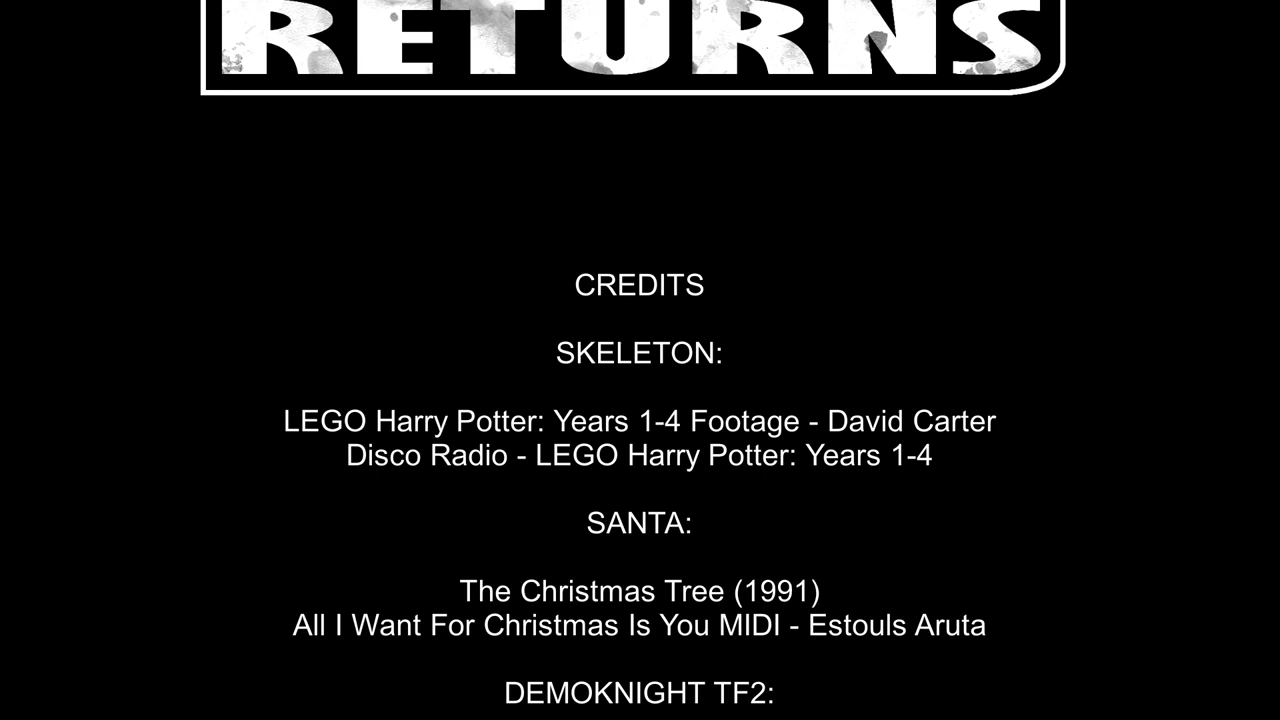 RETURNS
CREDITS
SKELETON:
LEGO Harry Potter: Years 1-4 Footage - David Carter
Disco Radio - LEGO Harry Potter: Years 1-4
SANTA:
The Christmas Tree (1991)
All I Want For Christmas Is You MIDI - Estouls Aruta
DEMOKNIGHT TF2: